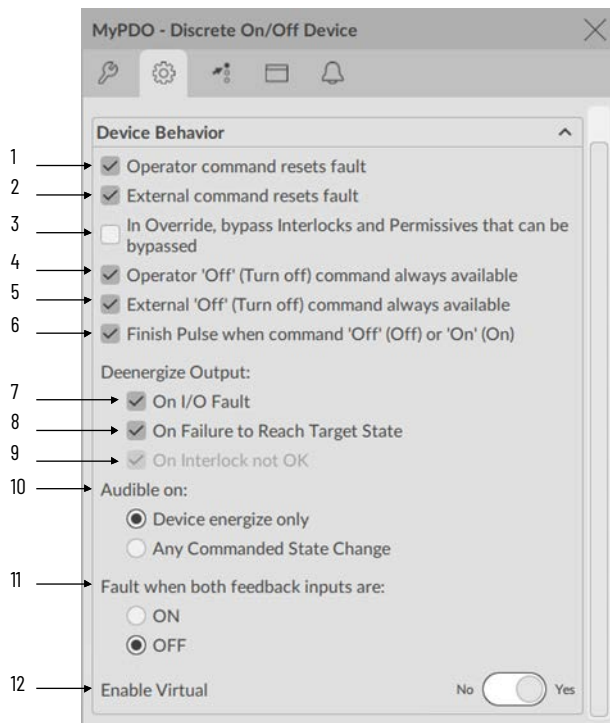 MyPDO - Discrete On/Off Device
Device Behavior
1 Operator command resets fault
2 External command resets fault
3 In Override, bypass Interlocks and Permissives that can be
bypassed
4 Operator 'Off' (Turn off) command always available
5 External 'Off' (Turn off) command always available
6 Finish Pulse when command 'Off' (Off) or 'On' (On)
Deenergize Output:
7 On I/O Fault
8 On Failure to Reach Target State
9 On Interlock not OK
10 Audible on:
Device energize only
Any Commanded State Change
11 Fault when both feedback inputs are:
ON
OFF
12 Enable Virtual No Yes